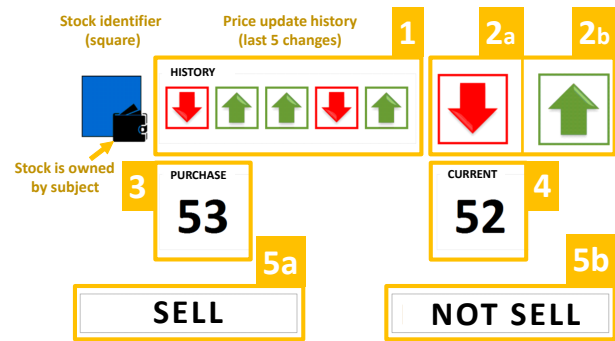 Stock identifier
(square)
Price update history
(last 5 changes)
1
2a
2b
HISTORY
Stock is owned
by subject
3
PURCHASE
53
CURRENT
52
4
5a
5b
SELL
NOT SELL